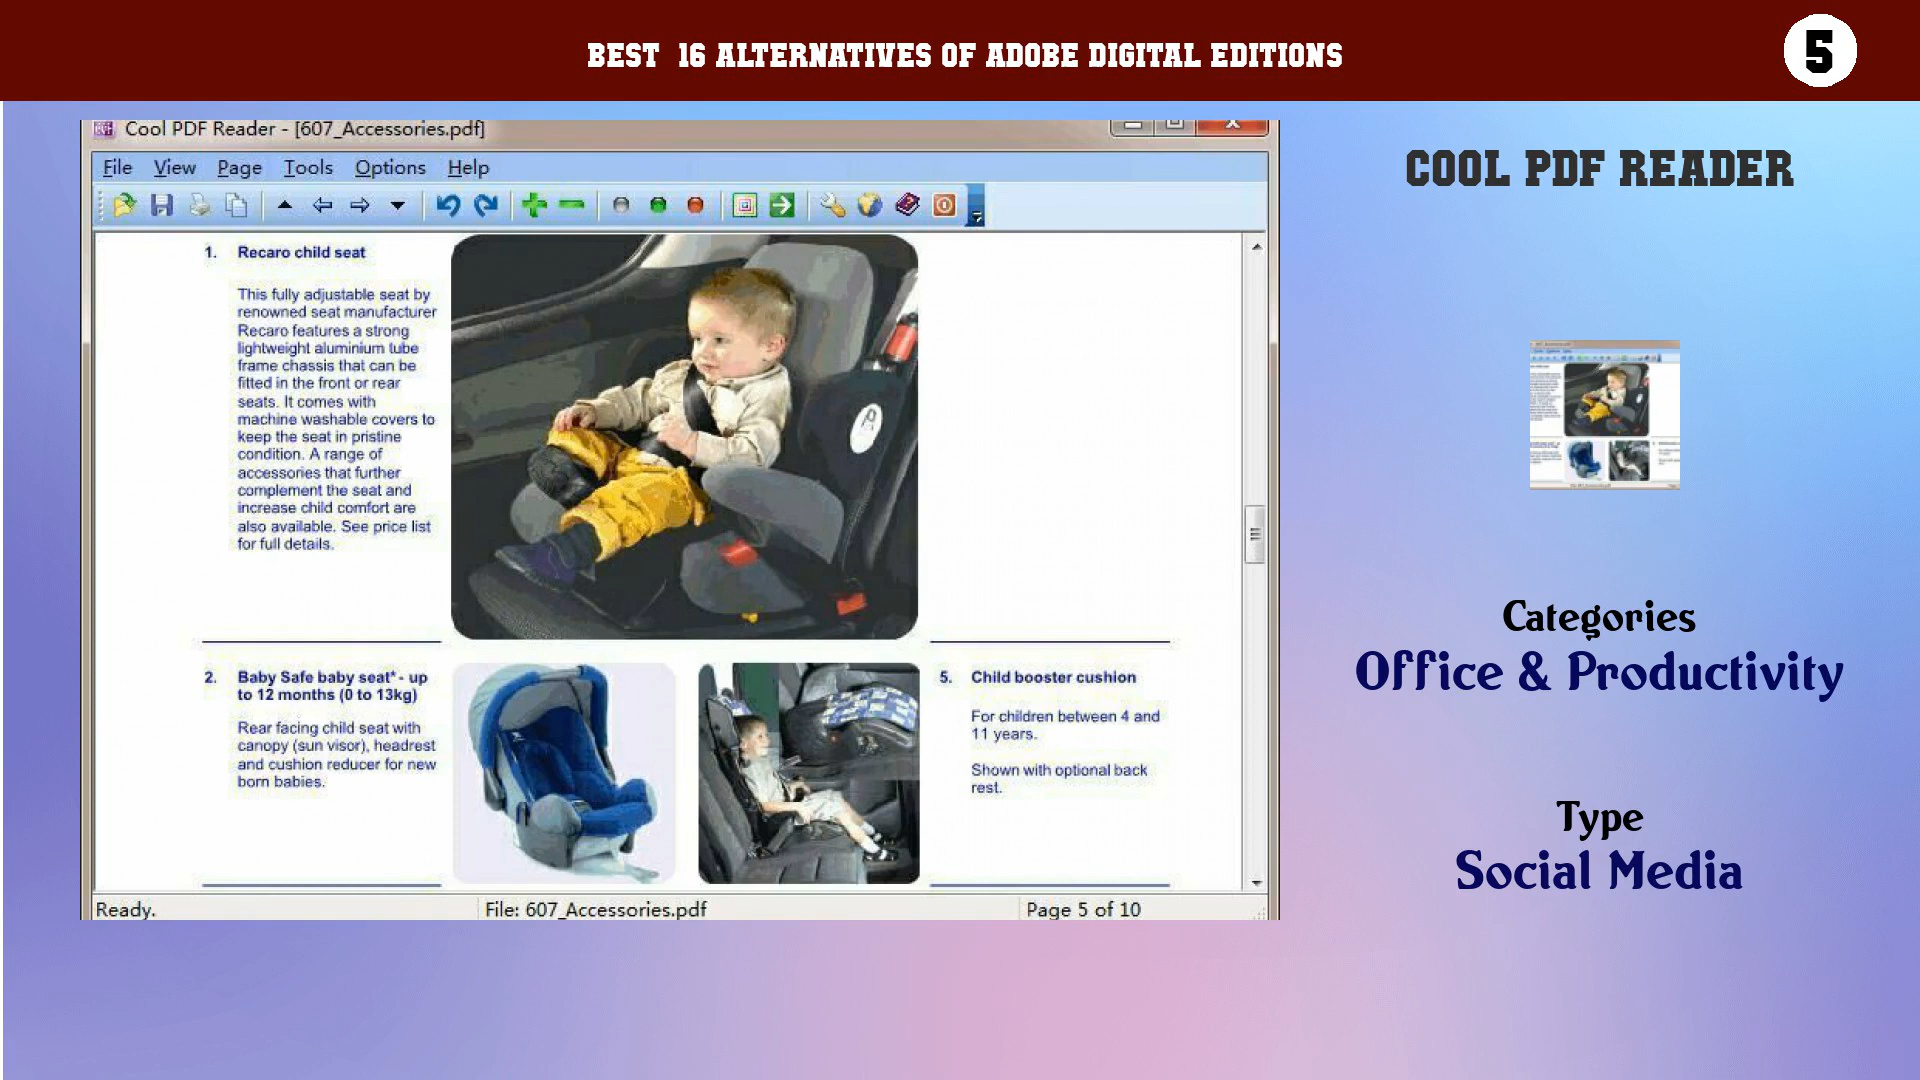 BEST 16 ALTERNATIVES OF ADOBE DIGITAL EDITIONS
5
Cool PDF Reader - [607_Accessories.pdf]
File View Page Tools Options Help
1. Recaro child seat
This fully adjustable seat by
renowned seat manufacturer
Recaro features a strong
lightweight aluminium tube
frame chassis that can be
fitted in the front or rear
seats. It comes with
machine washable covers to
keep the seat in pristine
condition. A range of
accessories that further
complement the seat and
increase child comfort are
also available. See price list
for full details.
2. Baby Safe baby seat* - up
to 12 months (0 to 13kg)
Rear facing child seat with
canopy (sun visor), headrest
and cushion reducer for new
born babies.
5. Child booster cushion
For children between 4 and
11 years.
Shown with optional back
rest.
Ready. File: 607_Accessories.pdf Page 5 of 10
COOL PDF READER
Categories
Office & Productivity
Type
Social Media